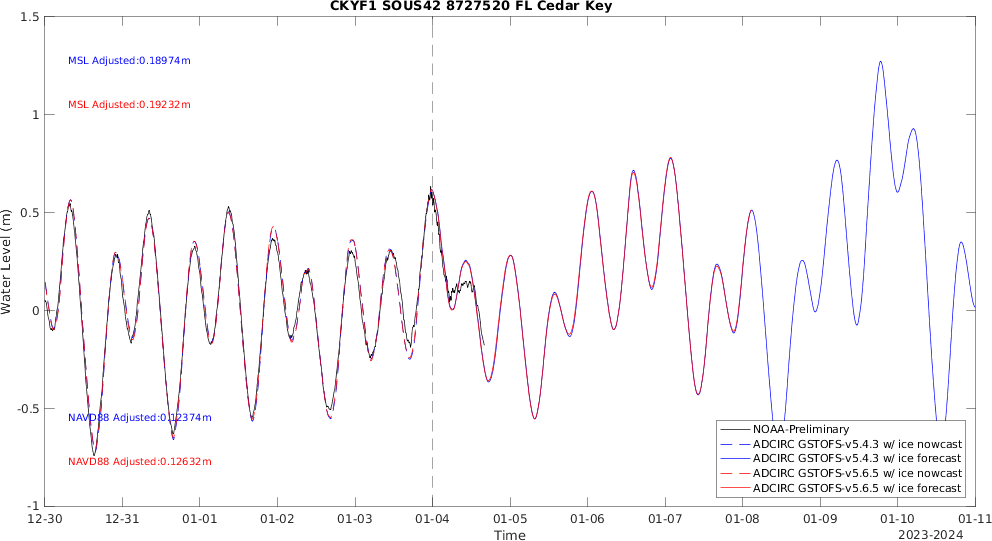 CKYF1 SOUS42 8727520 FL Cedar Key
1.5
1
0.5
0
-0.5
-1
Water Level (m)
MSL Adjusted:0.18974m
MSL Adjusted:0.19232m
NAVD88 Adjusted:0.12374m
NAVD88 Adjusted:0.12632m
NOAA-Preliminary
ADCIRC GSTOFS-v5.4.3 w/ ice nowcast
ADCIRC GSTOFS-v5.4.3 w/ ice forecast
ADCIRC GSTOFS-v5.6.5 w/ ice nowcast
ADCIRC GSTOFS-v5.6.5 w/ ice forecast
12-30 12-31 01-01 01-02 01-03 01-04 01-05 01-06 01-07 01-08 01-09 01-10 01-11
Time
2023-2024